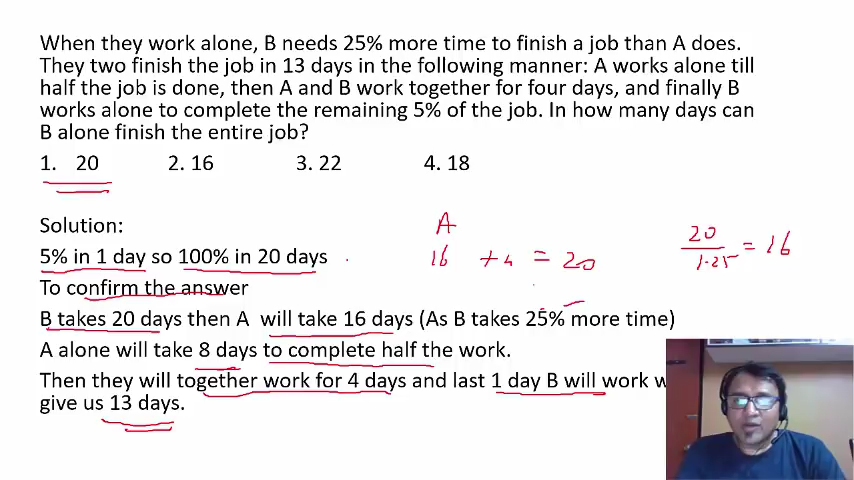 When they work alone, B needs 25% more time to finish a job than A does.
They two finish the job in 13 days in the following manner: A works alone till
half the job is done, then A and B work together for four days, and finally B
works alone to complete the remaining 5% of the job. In how many days can
B alone finish the entire job?
1. 20 2. 16 3. 22 4. 18
Solution:
A
5% in 1 day so 100% in 20 days
16 + 4 = 20
20/1.25 = 16
To confirm the answer
B takes 20 days then A will take 16 days (As B takes 25% more time)
A alone will take 8 days to complete half the work.
Then they will together work for 4 days and last 1 day B will work
give us 13 days.